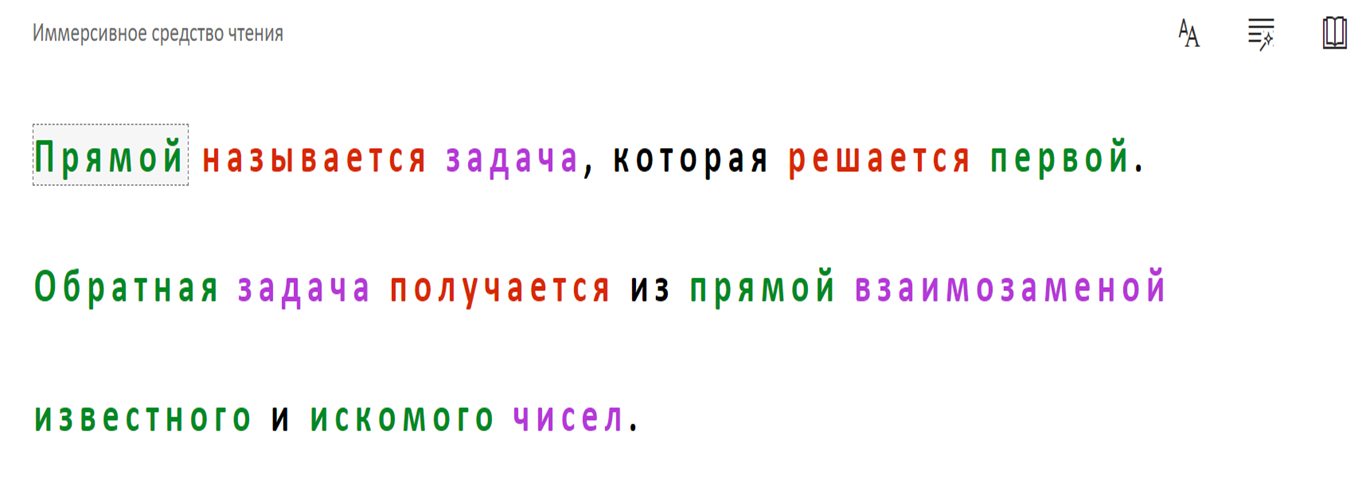 Иммерсивное средство чтения
Прямой называется задача, которая решается первой.
Обратная задача получается из прямой взаимозаменой
известного и искомого чисел.